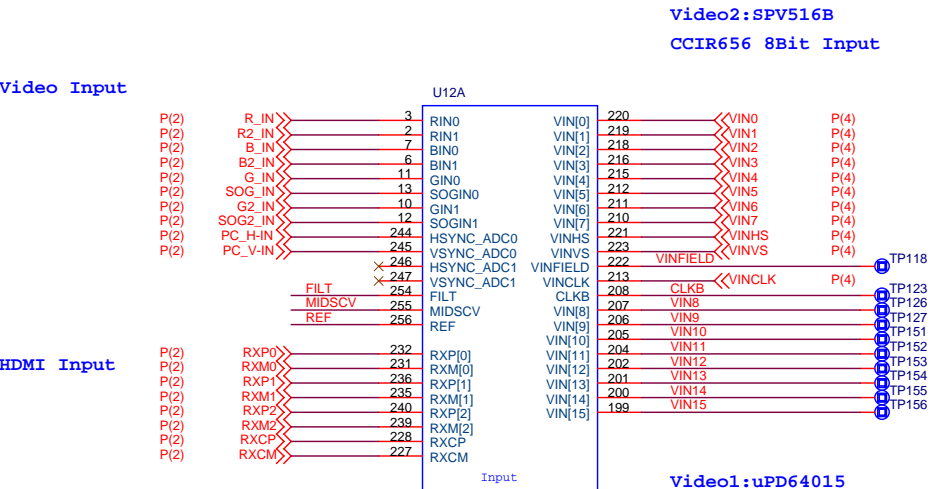 Video2:SPV516B
CCIR656 8Bit Input
Video Input
U12A
P(2) R_IN 3 RIN0 VIN[0] 220 VIN0 P(4)
P(2) R2_IN 2 RIN1 VIN[1] 219 VIN1 P(4)
P(2) B_IN 7 BIN0 VIN[2] 218 VIN2 P(4)
P(2) B2_IN 6 BIN1 VIN[3] 216 VIN3 P(4)
P(2) G_IN 11 GIN0 VIN[4] 215 VIN4 P(4)
P(2) SOG_IN 13 SOGIN0 VIN[5] 212 VIN5 P(4)
P(2) G2_IN 10 GIN1 VIN[6] 211 VIN6 P(4)
P(2) SOG2_IN 12 SOGIN1 VIN[7] 210 VIN7 P(4)
P(2) PC_H-IN 244 HSYNC_ADC0 VINHS 221 VINHS P(4)
P(2) PC_V-IN 245 VSYNC_ADC0 VINVS 223 VINVS P(4)
246 HSYNC_ADC1 VINFIELD 222 VINFIELD TP118
247 VSYNC_ADC1 VINCLK 213 VINCLK P(4)
FILT 254 FILT CLKB 208 CLKB TP123
MIDSCV 255 MIDSCV VIN[8] 207 VIN8 TP126
REF 256 REF VIN[9] 206 VIN9 TP127
VIN[10] 205 VIN10 TP151
HDMI Input
P(2) RXP0 232 RXP[0] VIN[11] 204 VIN11 TP152
P(2) RXM0 231 RXM[0] VIN[12] 202 VIN12 TP153
P(2) RXP1 236 RXP[1] VIN[13] 201 VIN13 TP154
P(2) RXM1 235 RXM[1] VIN[14] 200 VIN14 TP155
P(2) RXP2 240 RXP[2] VIN[15] 199 VIN15 TP156
P(2) RXM2 239 RXM[2]
P(2) RXCP 228 RXCP
P(2) RXCM 227 RXCM
Input
Video1:uPD64015